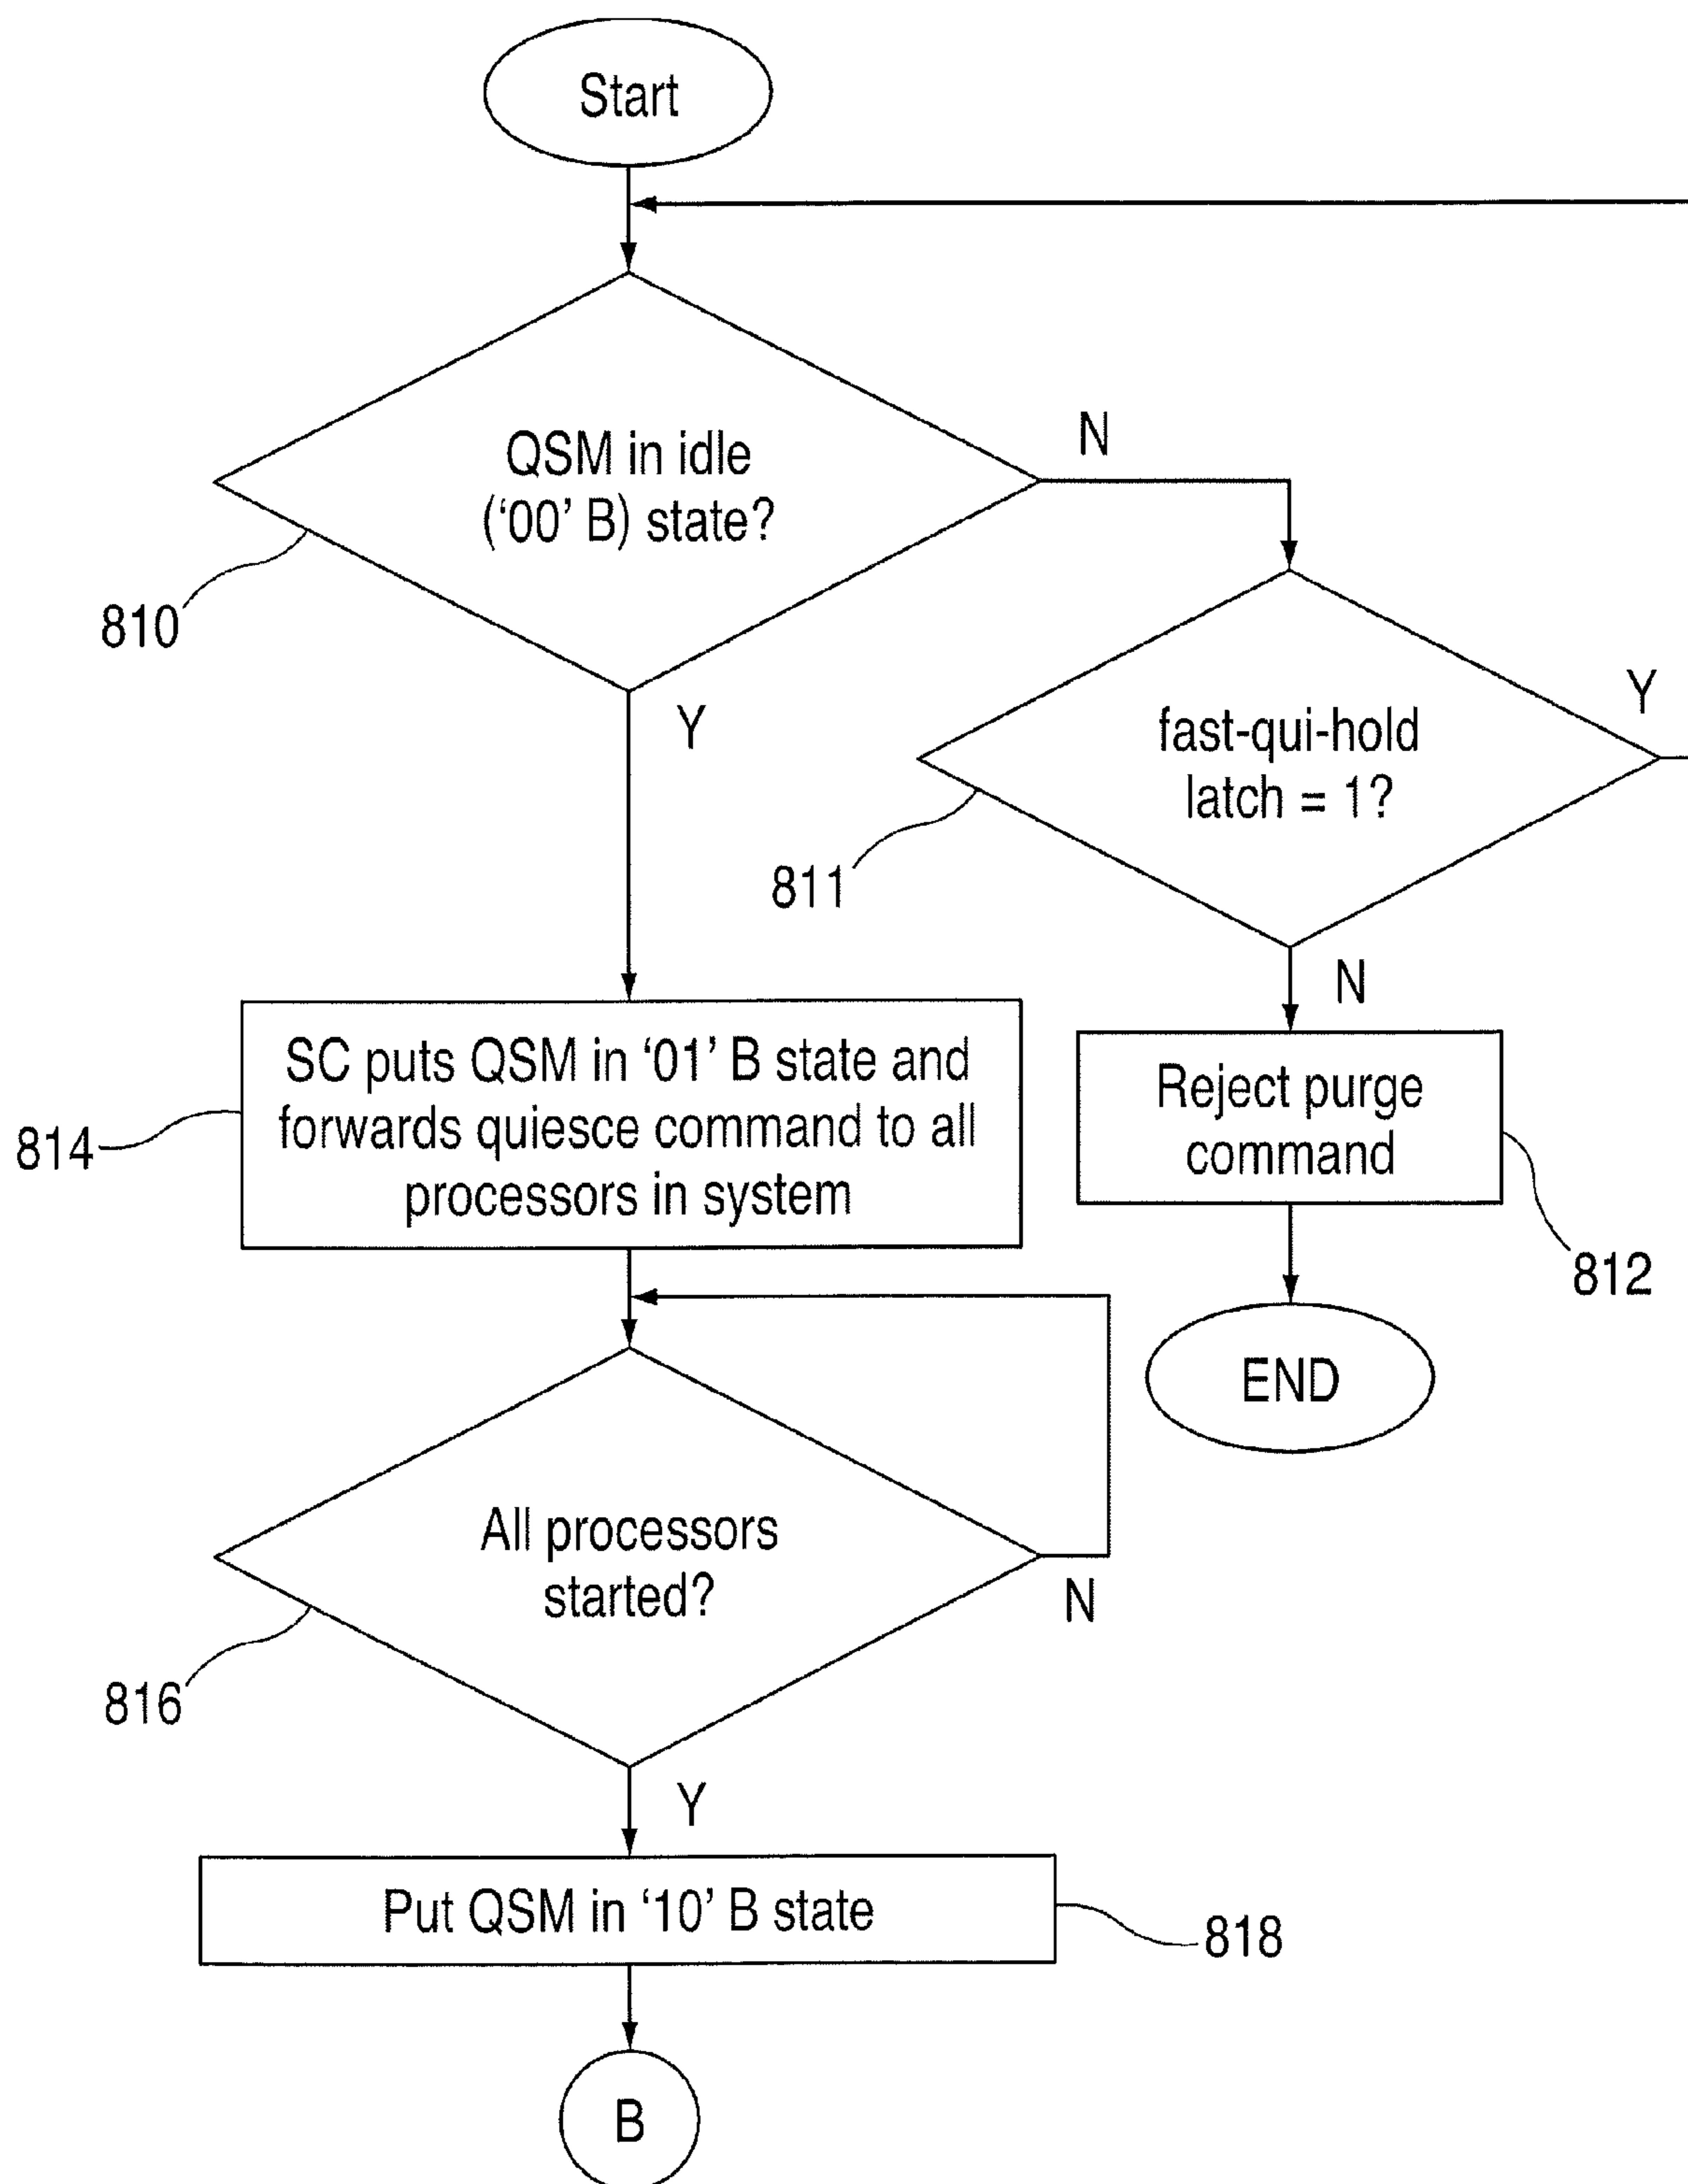 Start
QSM in idle
(‘00’ B) state?
N
810
Y
fast-qui-hold
latch = 1?
Y
811
N
SC puts QSM in ‘01’ B state and
forwards quiesce command to all
processors in system
814
Reject purge
command
812
END
All processors
started?
N
816
Y
Put QSM in ‘10’ B state
818
B